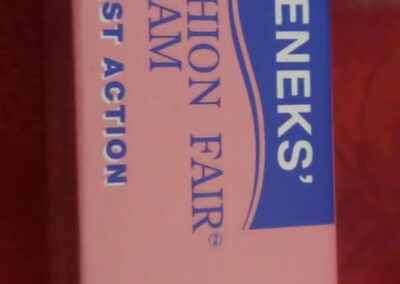 ENEKS'
HION FAIR®
AM
ST ACTION